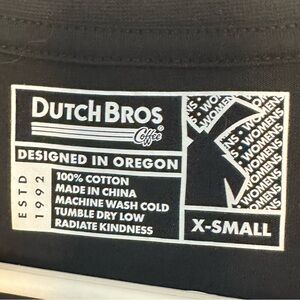 DUTCH BROS
Coffee®
DESIGNED IN OREGON
ESTD
1992
100% COTTON
MADE IN CHINA
MACHINE WASH COLD
TUMBLE DRY LOW
RADIATE KINDNESS
WOMENS • WOMENS • WOMENS
X-SMALL